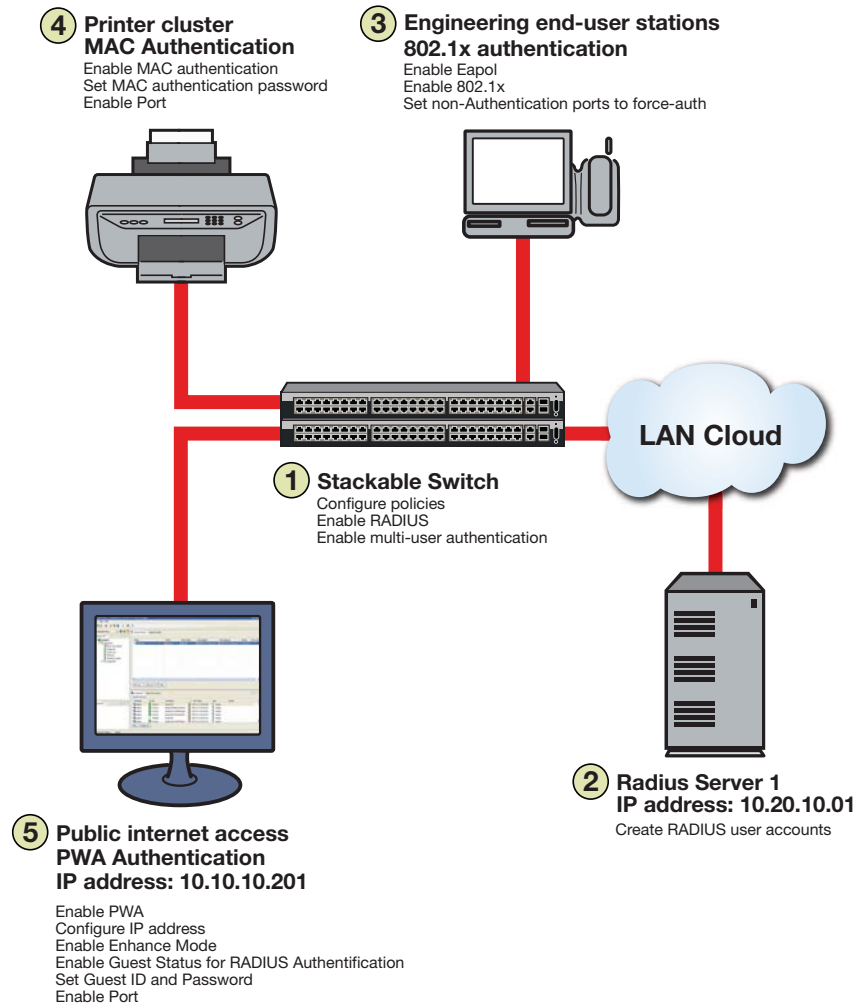 4 Printer cluster
MAC Authentication
Enable MAC authentication
Set MAC authentication password
Enable Port
3 Engineering end-user stations
802.1x authentication
Enable Eapol
Enable 802.1x
Set non-Authentication ports to force-auth
LAN Cloud
1 Stackable Switch
Configure policies
Enable RADIUS
Enable multi-user authentication
2 Radius Server 1
IP address: 10.20.10.01
Create RADIUS user accounts
5 Public internet access
PWA Authentication
IP address: 10.10.10.201
Enable PWA
Configure IP address
Enable Enhance Mode
Enable Guest Status for RADIUS Authentification
Set Guest ID and Password
Enable Port